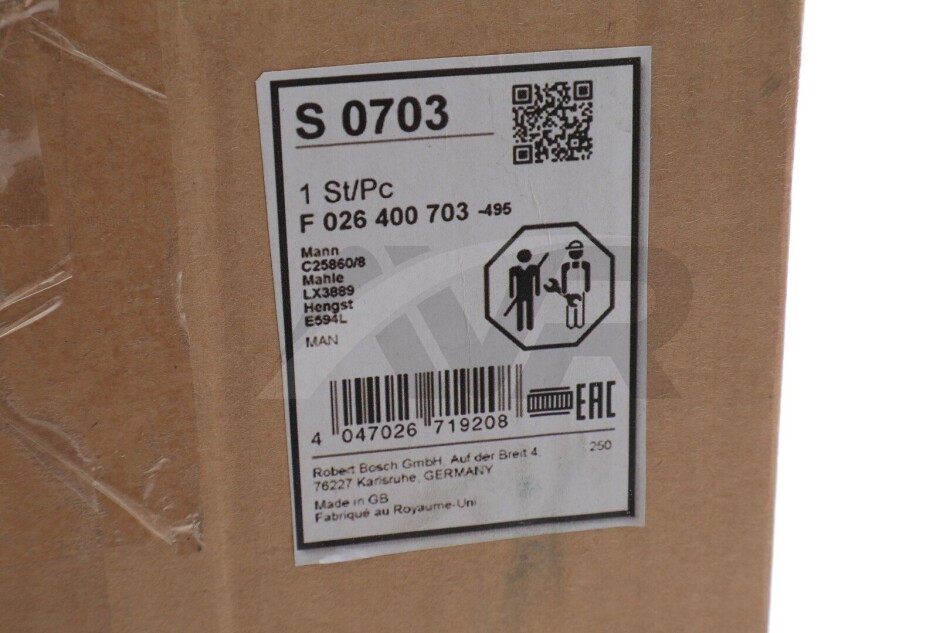 S 0703
1 St/Pc
F 026 400 703 -495
Mann
C25860/8
Mahle
LX3889
Hengst
E594L
MAN
4 047026 719208
EAC
250
Robert Bosch GmbH, Auf der Breit 4,
76227 Karlsruhe, GERMANY
Made in GB
Fabriqué au Royaume-Uni
AVR